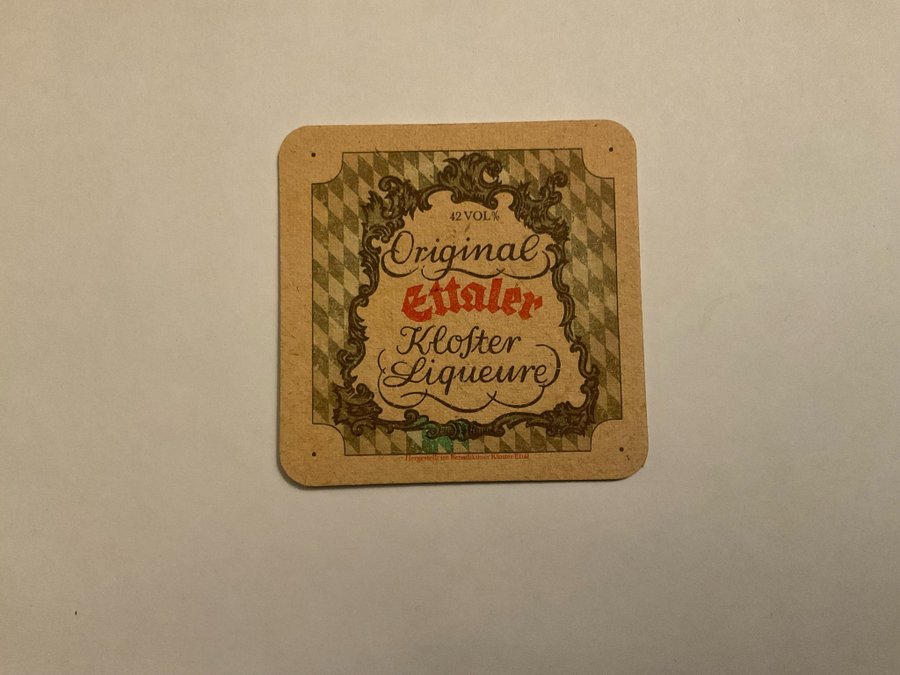 42 VOL%
Original
Ettaler
Kloſter
Liqueure
Hergestellt im Benediktiner Kloster Ettal